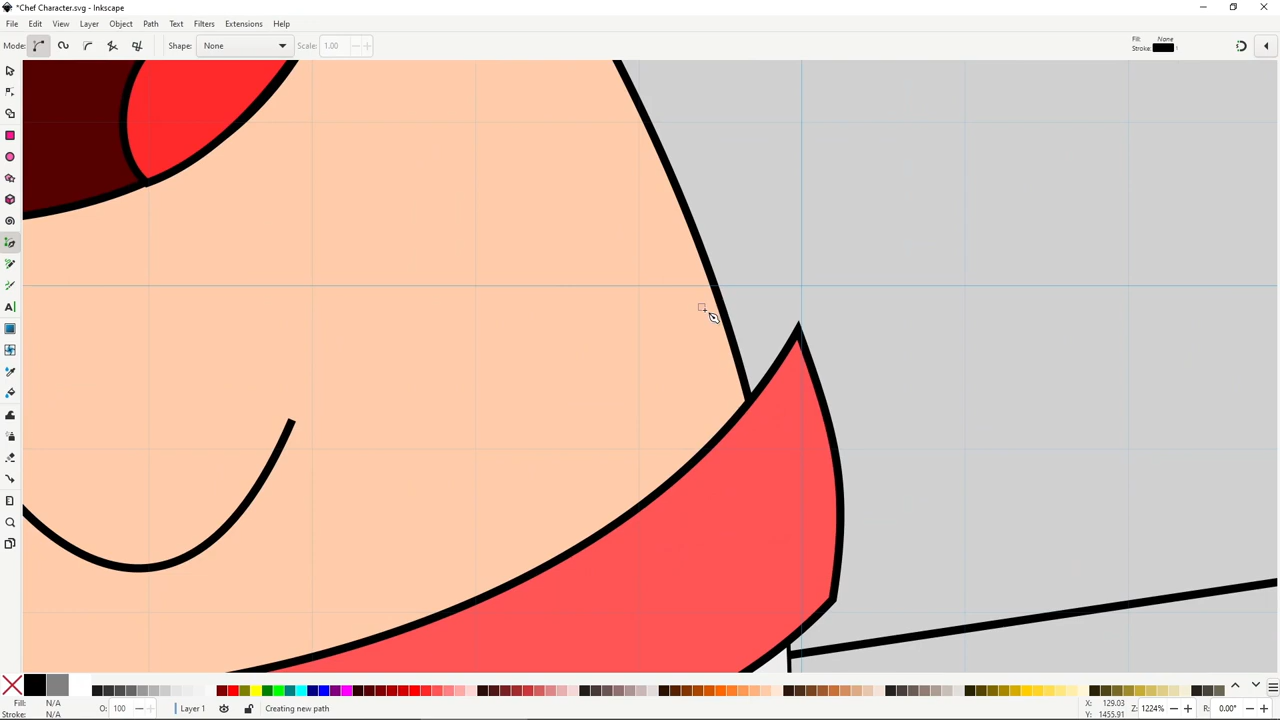 *Chef Character.svg - Inkscape
File Edit View Layer Object Path Text Filters Extensions Help
Mode: Shape: None Scale: 1.00 Fill: None
Stroke: 1
Fill: N/A O: 100 Layer 1 Creating new path X: 129.03 Z: 1224% R: 0.00°
Stroke: N/A Y: 1455.91